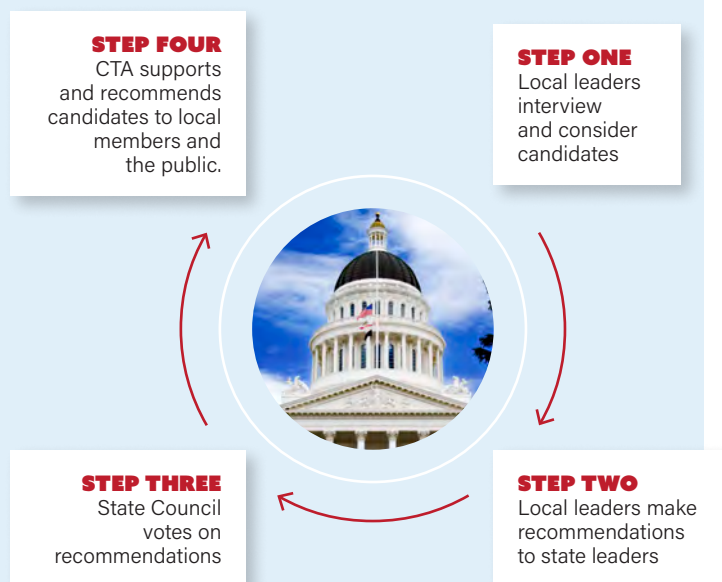 STEP ONE
Local leaders
interview
and consider
candidates
STEP TWO
Local leaders make
recommendations
to state leaders
STEP THREE
State Council
votes on
recommendations
STEP FOUR
CTA supports
and recommends
candidates to local
members and
the public.